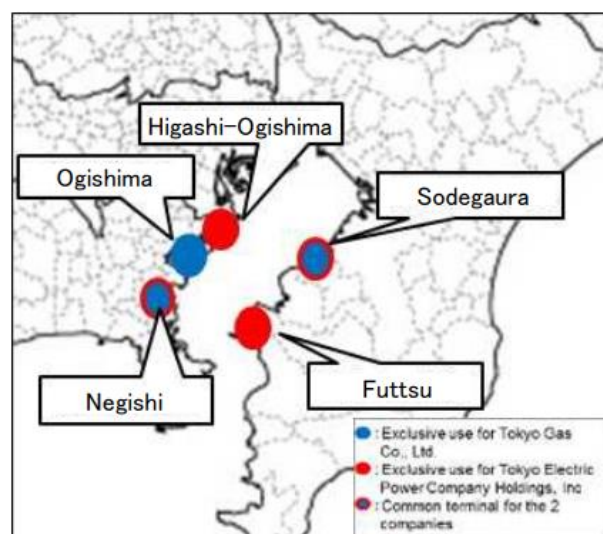 Higashi-Ogishima
Ogishima
Sodegaura
Negishi
Futtsu
: Exclusive use for Tokyo Gas
Co., Ltd.
: Exclusive use for Tokyo Electric
Power Company Holdings, Inc
: Common terminal for the 2
companies